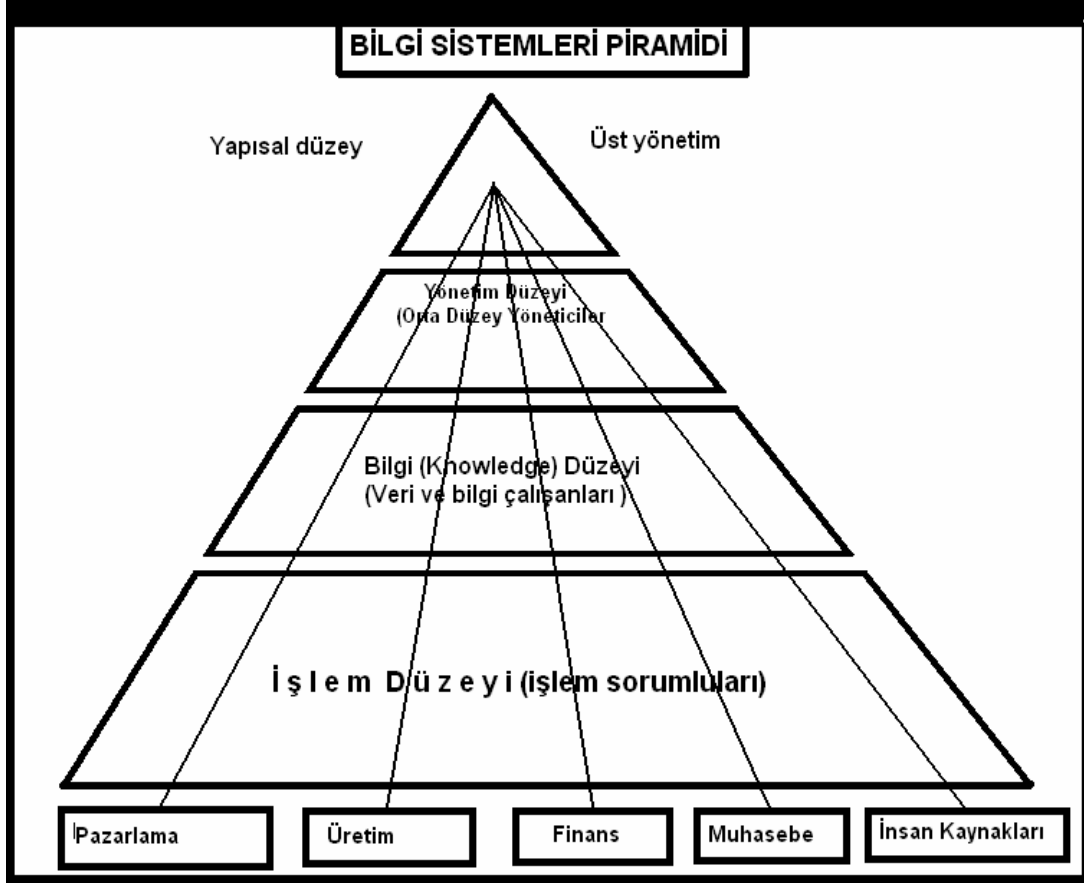 BİLGİ SİSTEMLERİ PİRAMİDİ
Yapısal düzey
Üst yönetim
Yönetim Düzeyi
(Orta Düzey Yöneticiler
Bilgi (Knowledge) Düzeyi
(Veri ve bilgi çalışanları )
İ ş l e m D ü z e y i (işlem sorumluları)
Pazarlama
Üretim
Finans
Muhasebe
İnsan Kaynakları